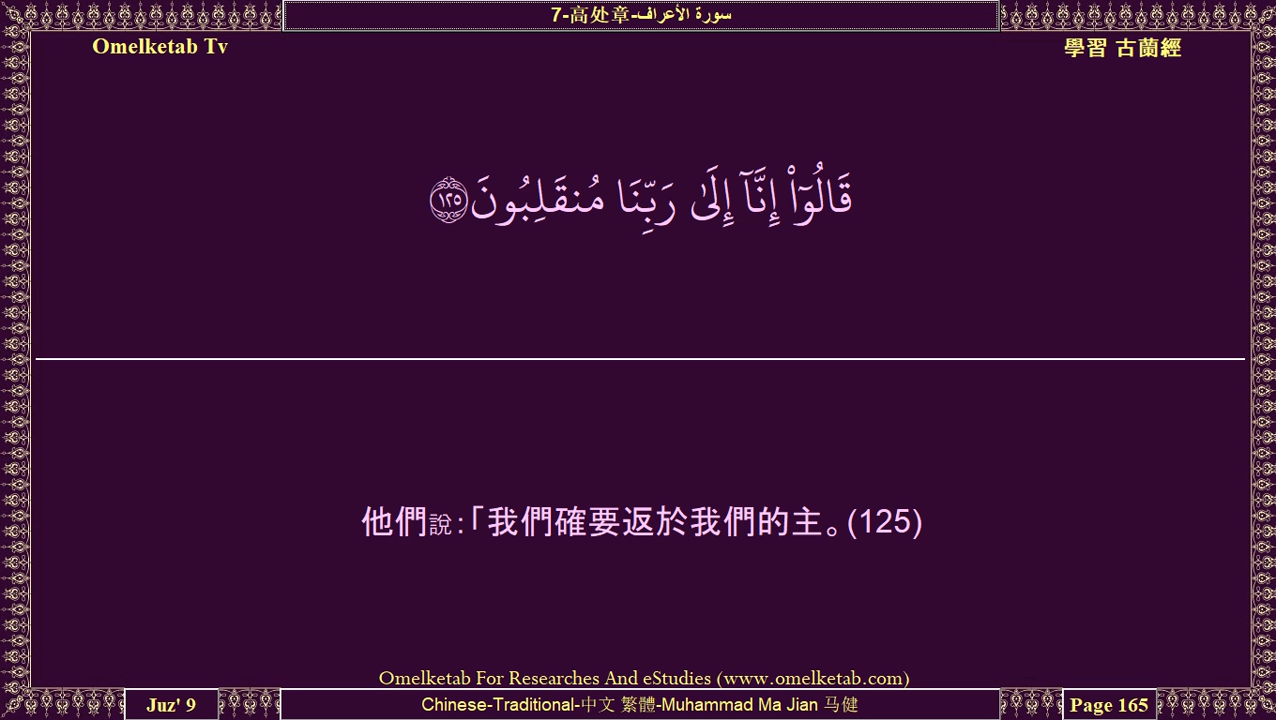 7-高处章-سورة الأعراف
Omelketab Tv
學習 古蘭經
قَالُوٓا۟ إِنَّآ إِلَىٰ رَبِّنَا مُنقَلِبُونَ ١٢٥
他們說:「我們確要返於我們的主。(125)
Omelketab For Researches And eStudies (www.omelketab.com)
Juz' 9
Chinese-Traditional-中文 繁體-Muhammad Ma Jian 马健
Page 165